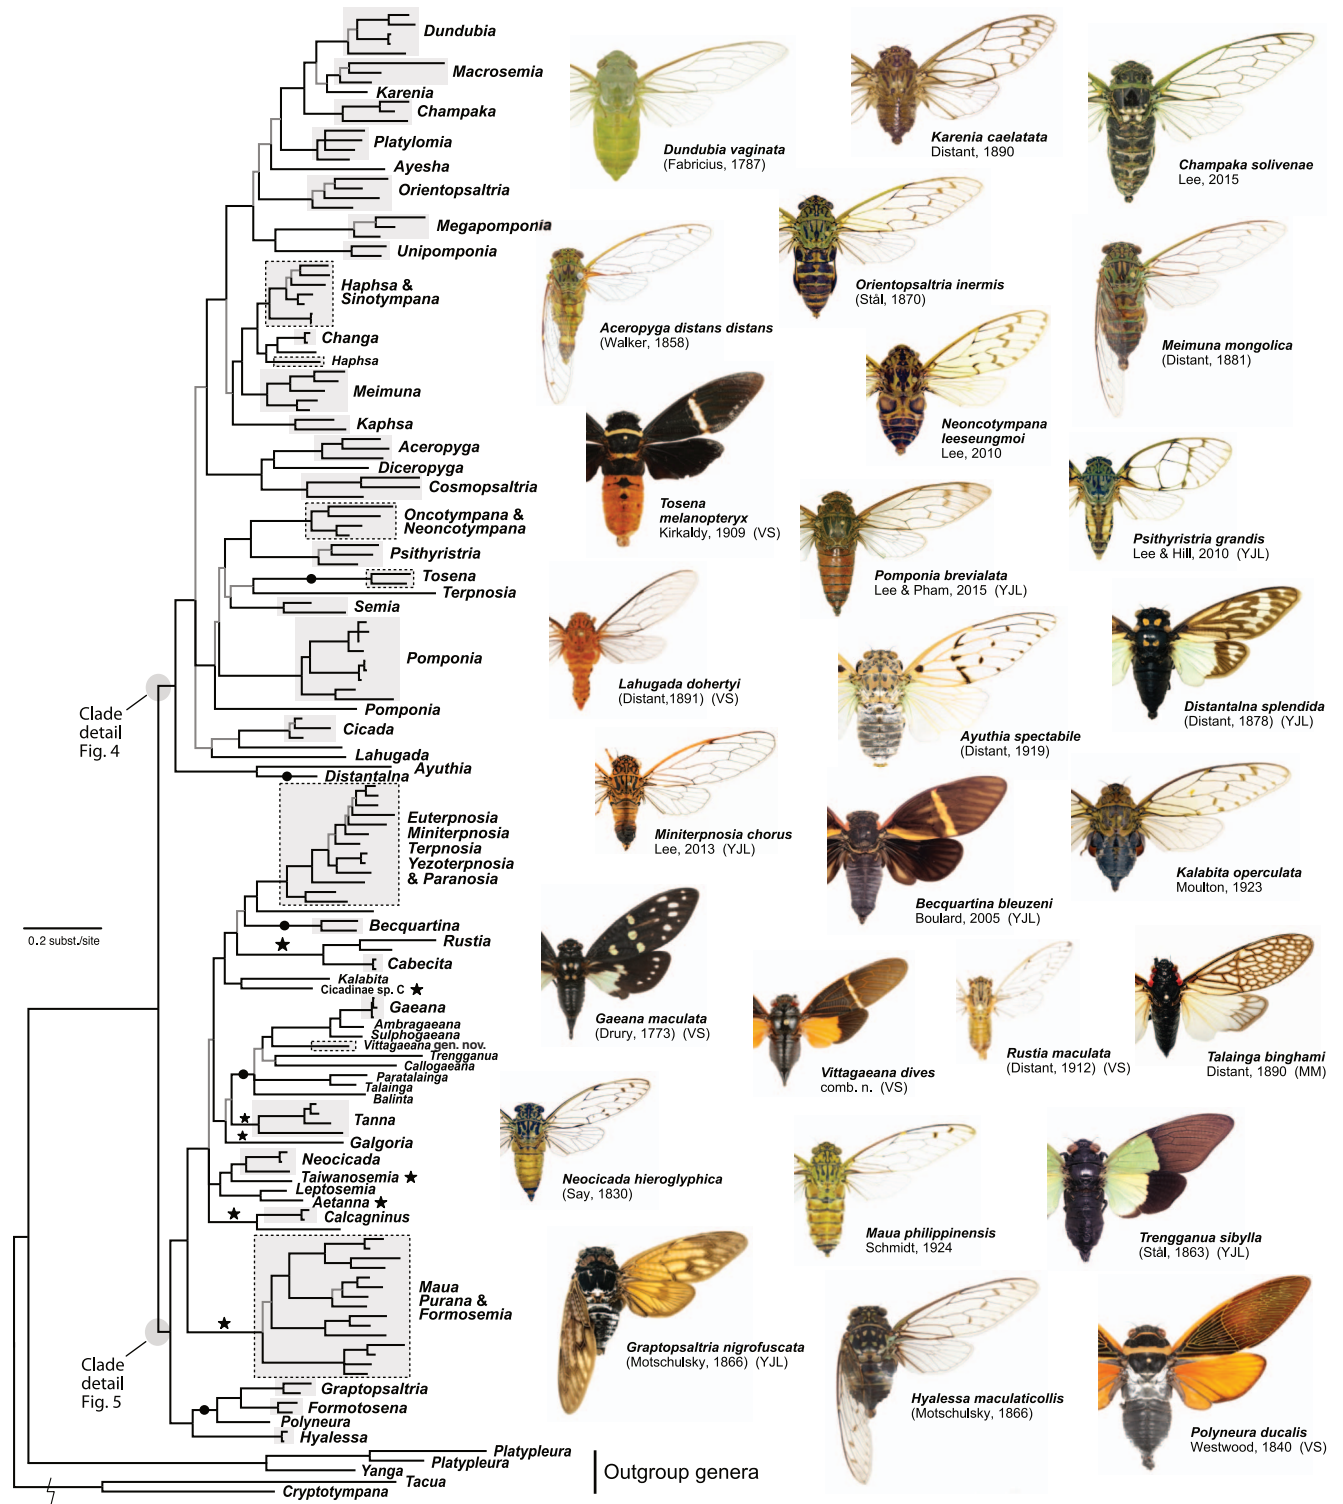 Dundubia
Macrosemia
Karenia
Champaka
Platylomia
Ayesha
Orientopsaltria
Megapomponia
Unipomponia
Haphsa &
Sinotympana
Changa
Haphsa
Meimuna
Kaphsa
Aceropyga
Diceropyga
Cosmopsaltria
Oncotympana &
Neoncotympana
Psithyristria
Tosena
Terpnosia
Semia
Pomponia
Pomponia
Cicada
Lahugada
Ayuthia
Distantalna
Euterpnosia
Miniterpnosia
Terpnosia
Yezoterpnosia
& Paranosia
Becquartina
Rustia
Cabecita
Kalabita
Cicadinae sp. C
Gaeana
Ambragaeana
Sulphogaeana
Vittagaeana gen. nov.
Trengganua
Callogaeana
Paratalainga
Talainga
Balinta
Tanna
Galgoria
Neocicada
Taiwanosemia
Leptosemia
Aetanna
Calcagninus
Maua
Purana &
Formosemia
Graptopsaltria
Formotosena
Polyneura
Hyalessa
Platypleura
Platypleura
Yanga
Tacua
Cryptotympana
Outgroup genera
Clade
detail
Fig. 4
0.2 subst./site
Clade
detail
Fig. 5
Dundubia vaginata
(Fabricius, 1787)
Karenia caelatata
Distant, 1890
Champaka solivenae
Lee, 2015
Aceropyga distans distans
(Walker, 1858)
Orientopsaltria inermis
(Stål, 1870)
Meimuna mongolica
(Distant, 1881)
Tosena
melanopteryx
Kirkaldy, 1909 (VS)
Neoncotympana
leeseungmoi
Lee, 2010
Psithyristria grandis
Lee & Hill, 2010 (YJL)
Pomponia brevialata
Lee & Pham, 2015 (YJL)
Lahugada dohertyi
(Distant,1891) (VS)
Ayuthia spectabile
(Distant, 1919)
Distantalna splendida
(Distant, 1878) (YJL)
Miniterpnosia chorus
Lee, 2013 (YJL)
Becquartina bleuzeni
Boulard, 2005 (YJL)
Kalabita operculata
Moulton, 1923
Gaeana maculata
(Drury, 1773) (VS)
Vittagaeana dives
comb. n. (VS)
Rustia maculata
(Distant, 1912) (VS)
Talainga binghami
Distant, 1890 (MM)
Neocicada hieroglyphica
(Say, 1830)
Maua philippinensis
Schmidt, 1924
Trengganua sibylla
(Stål, 1863) (YJL)
Graptopsaltria nigrofuscata
(Motschulsky, 1866) (YJL)
Hyalessa maculaticollis
(Motschulsky, 1866)
Polyneura ducalis
Westwood, 1840 (VS)